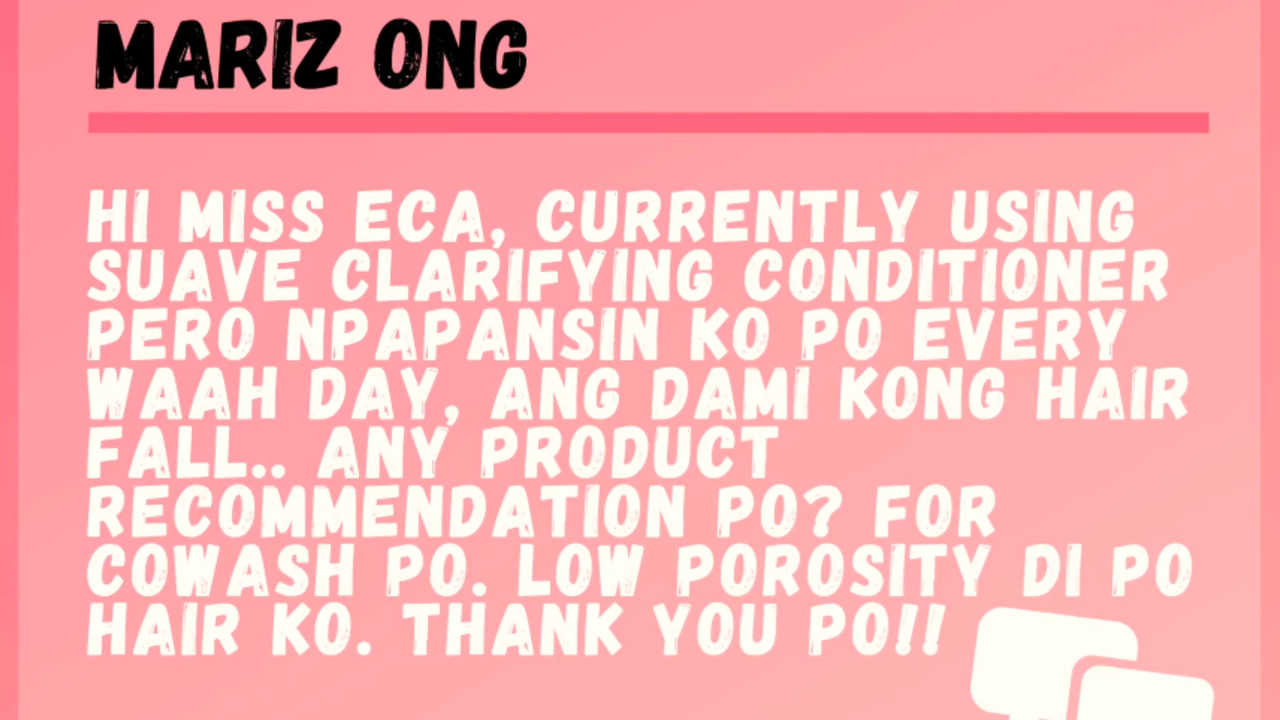 MARIZ ONG
HI MISS ECA, CURRENTLY USING
SUAVE CLARIFYING CONDITIONER
PERO NPAPANSIN KO PO EVERY
WAAH DAY, ANG DAMI KONG HAIR
FALL.. ANY PRODUCT
RECOMMENDATION PO? FOR
COWASH PO. LOW POROSITY DI PO
HAIR KO. THANK YOU PO!!